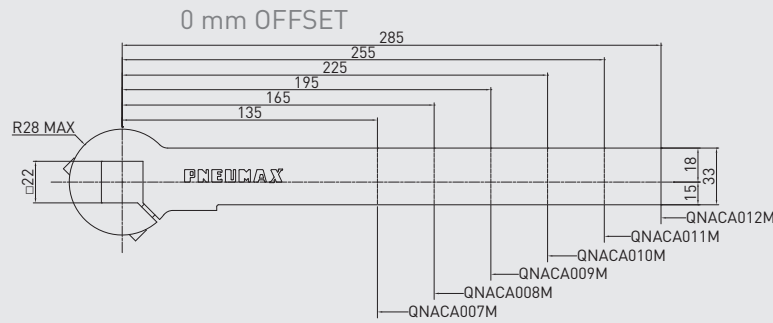 0 mm OFFSET
285
255
225
195
165
135
R28 MAX
□22
PNEUMAX
18
15
33
QNACA012M
QNACA011M
QNACA010M
QNACA009M
QNACA008M
QNACA007M